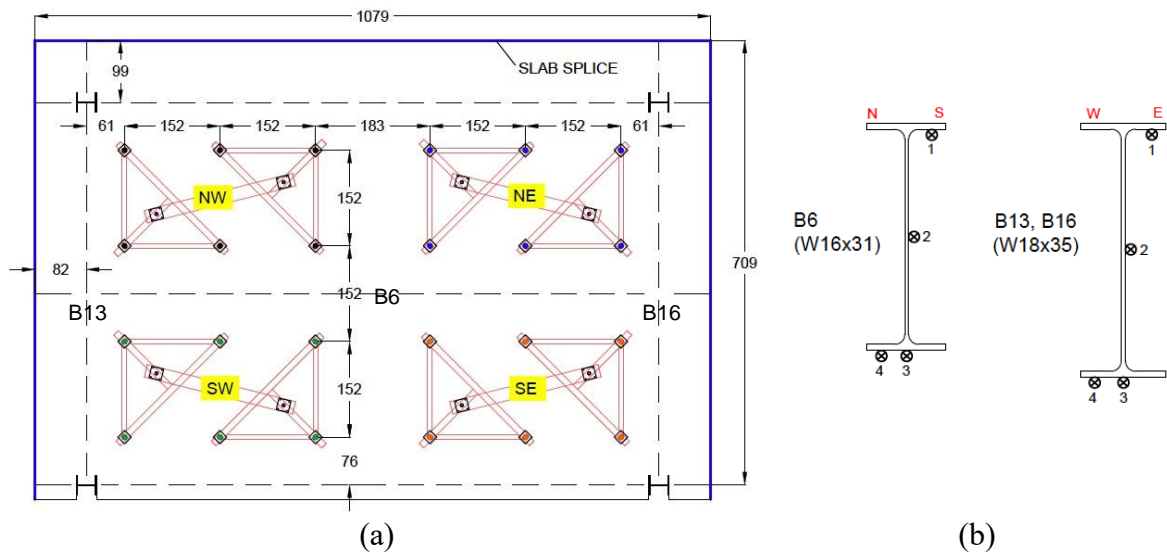 1079
SLAB SPLICE
99
61 152 152 183 152 152 61
NW
NE
152
82
709
B13
152
B6
B16
SW
SE
152
76
(a)
N S
1
B6
(W16x31)
2
4 3
W E
1
B13, B16
(W18x35)
2
4 3
(b)